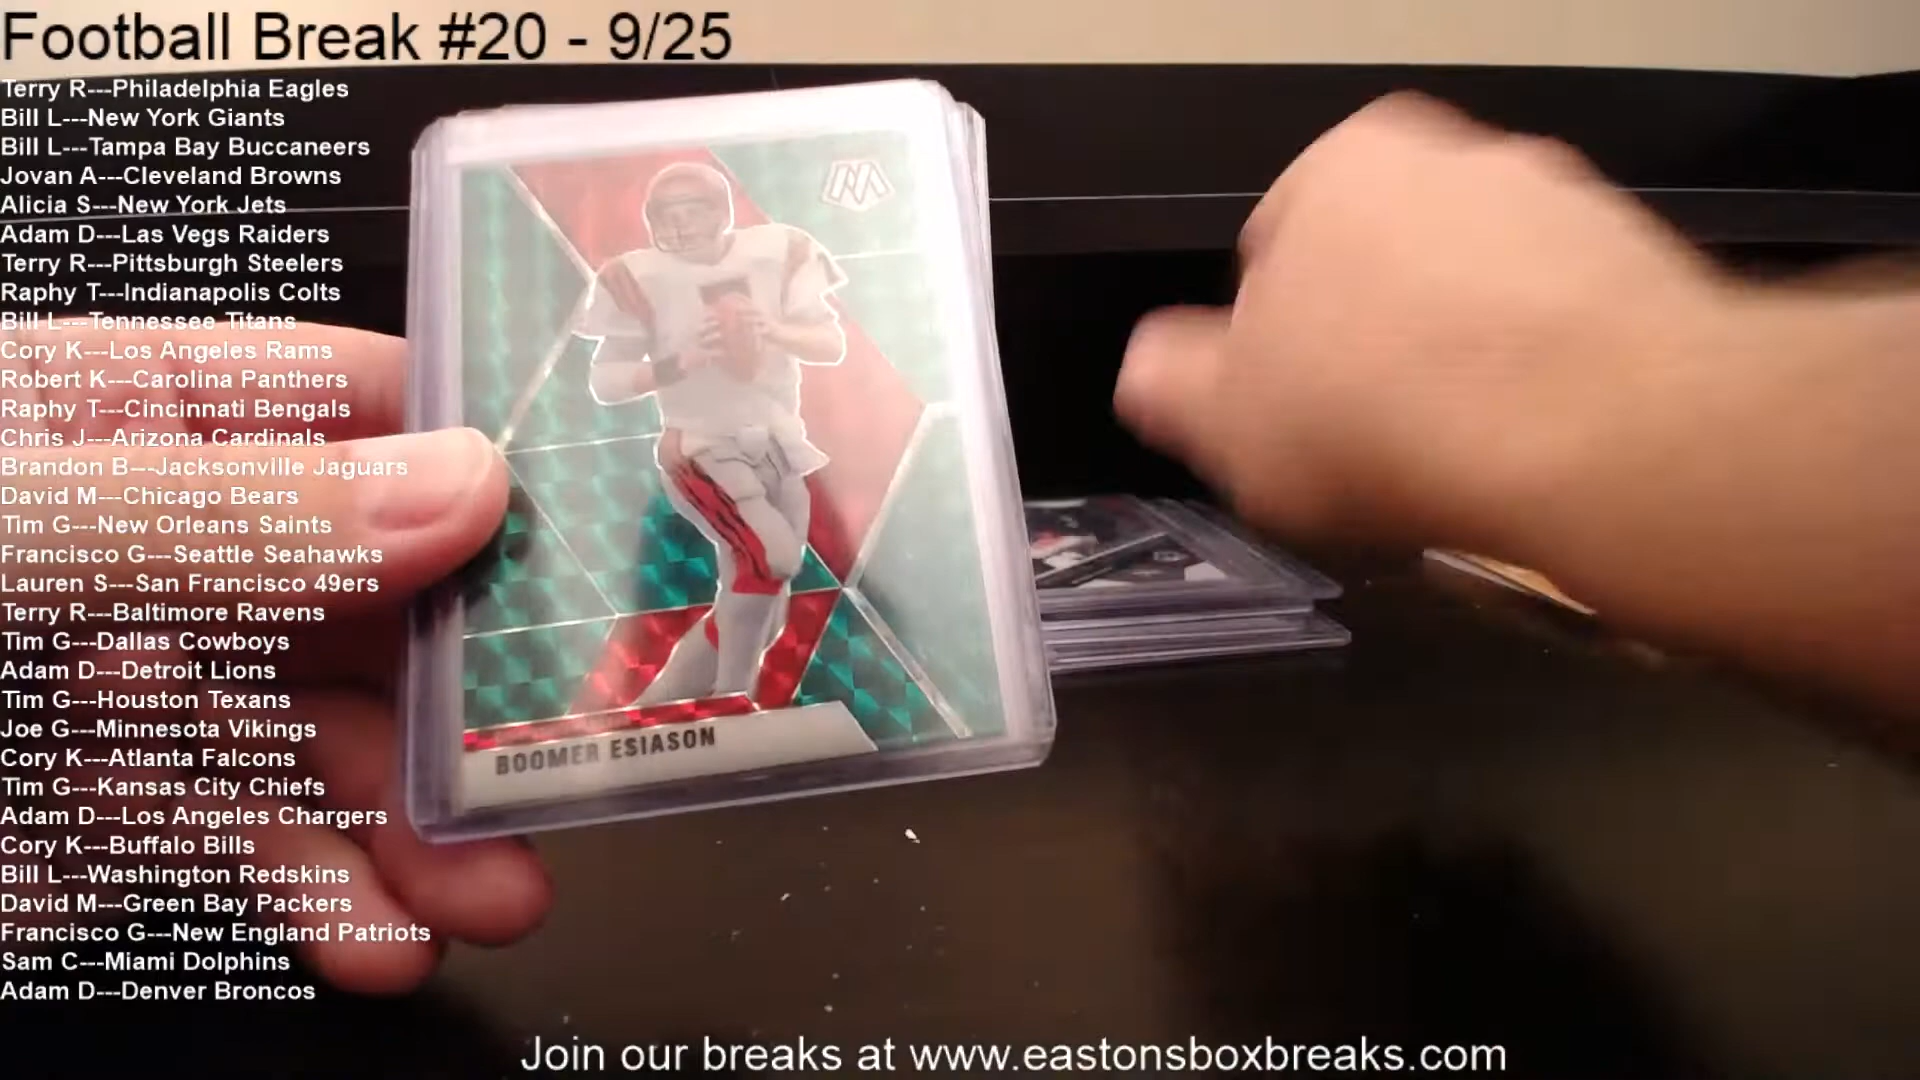 Football Break #20 - 9/25
Terry R---Philadelphia Eagles
Bill L---New York Giants
Bill L---Tampa Bay Buccaneers
Jovan A---Cleveland Browns
Alicia S---New York Jets
Adam D---Las Vegs Raiders
Terry R---Pittsburgh Steelers
Raphy T---Indianapolis Colts
Bill L---Tennessee Titans
Cory K---Los Angeles Rams
Robert K---Carolina Panthers
Raphy T---Cincinnati Bengals
Chris J---Arizona Cardinals
Brandon B---Jacksonville Jaguars
David M---Chicago Bears
Tim G---New Orleans Saints
Francisco G---Seattle Seahawks
Lauren S---San Francisco 49ers
Terry R---Baltimore Ravens
Tim G---Dallas Cowboys
Adam D---Detroit Lions
Tim G---Houston Texans
Joe G---Minnesota Vikings
Cory K---Atlanta Falcons
Tim G---Kansas City Chiefs
Adam D---Los Angeles Chargers
Cory K---Buffalo Bills
Bill L---Washington Redskins
David M---Green Bay Packers
Francisco G---New England Patriots
Sam C---Miami Dolphins
Adam D---Denver Broncos
BOOMER ESIASON
Join our breaks at www.eastonsboxbreaks.com